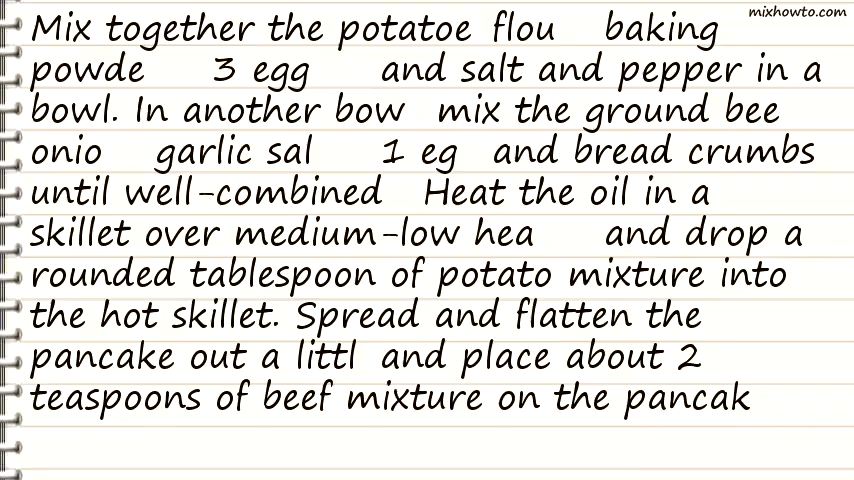 mixhowto.com
Mix together the potatoe flou baking
powde 3 egg and salt and pepper in a
bowl. In another bow mix the ground bee
onio garlic sal 1 eg and bread crumbs
until well-combined Heat the oil in a
skillet over medium-low hea and drop a
rounded tablespoon of potato mixture into
the hot skillet. Spread and flatten the
pancake out a littl and place about 2
teaspoons of beef mixture on the pancak